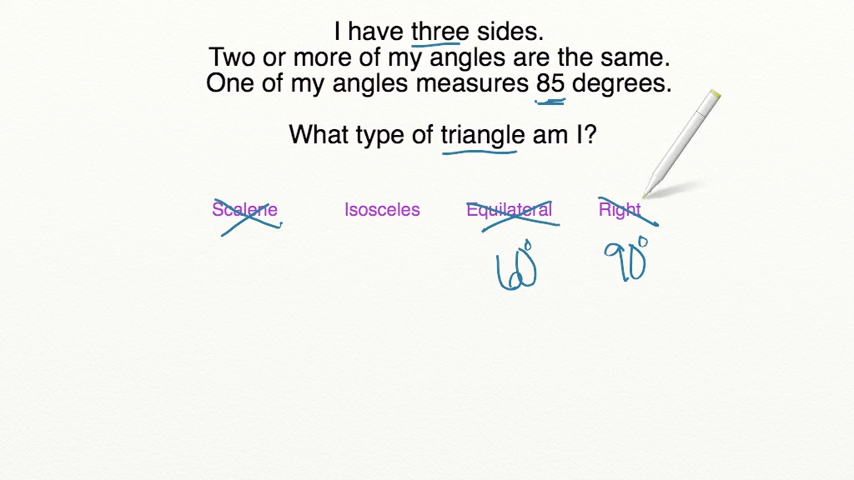 I have three sides.
Two or more of my angles are the same.
One of my angles measures 85 degrees.
What type of triangle am I?
Scalene Isosceles Equilateral Right
60° 90°